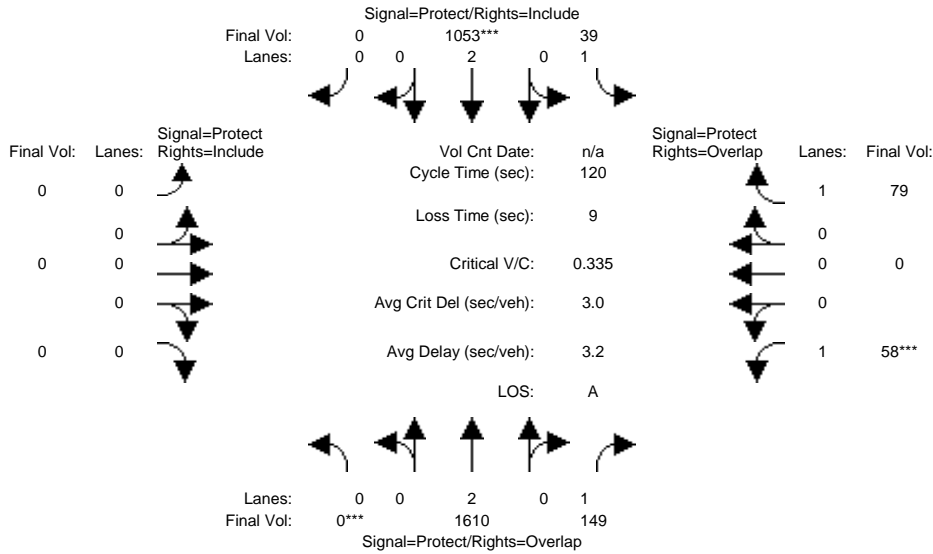 Signal=Protect/Rights=Include
Final Vol: 0 1053*** 39
Lanes: 0 0 2 0 1
Signal=Protect
Final Vol: Lanes: Rights=Include
Vol Cnt Date: n/a
Signal=Protect
Rights=Overlap Lanes: Final Vol:
Cycle Time (sec): 120
0 0
1 79
Loss Time (sec): 9
0
0
0 0
Critical V/C: 0.335
0 0
0
Avg Crit Del (sec/veh): 3.0
0
0 0
Avg Delay (sec/veh): 3.2
1 58***
LOS: A
Lanes: 0 0 2 0 1
Final Vol: 0*** 1610 149
Signal=Protect/Rights=Overlap